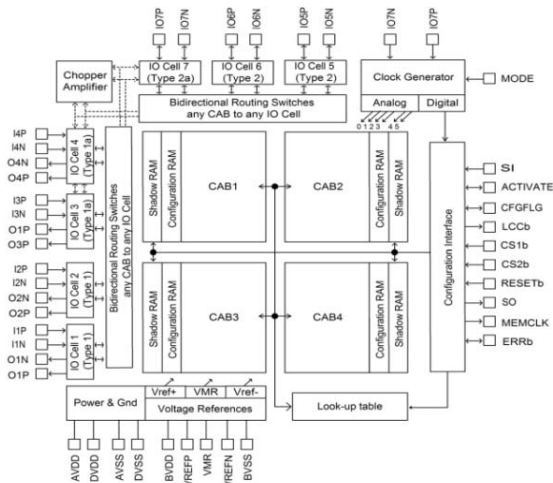 IO7P IO7N IO6P IO6N IO5P IO5N IO7N IO7P
Chopper
Amplifier
IO Cell 7
(Type 2a)
IO Cell 6
(Type 2)
IO Cell 5
(Type 2)
Clock Generator
Analog Digital
MODE
0 1 2 3 4 5
Bidirectional Routing Switches
any CAB to any IO Cell
I4P
I4N
O4N
O4P
IO Cell 4
(Type 1a)
I3P
I3N
O1P
O3P
IO Cell 3
(Type 1a)
I2P
I2N
O2N
O2P
IO Cell 2
(Type 1)
I1P
I1N
O1N
O1P
IO Cell 1
(Type 1)
Bidirectional Routing Switches
any CAB to any IO Cell
Shadow RAM
Configuration RAM
CAB1
Shadow RAM
Configuration RAM
CAB2
Shadow RAM
Configuration RAM
CAB3
Shadow RAM
Configuration RAM
CAB4
Configuration Interface
SI
ACTIVATE
CFGFLG
LCCb
CS1b
CS2b
RESETb
SO
MEMCLK
ERRb
Power & Gnd
Vref+ VMR Vref-
Voltage References
Look-up table
AVDD DVDD AVSS DVSS BVDD VREFP VMR VREFN BVSS